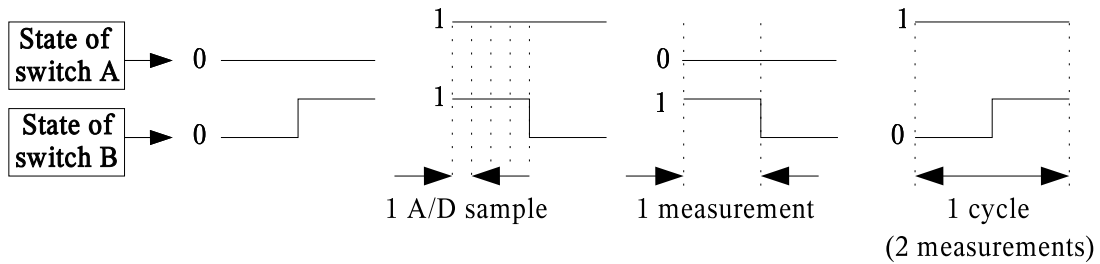 State of
switch A
0
1
0
1
State of
switch B
0
1
1
0
1 A/D sample
1 measurement
1 cycle
(2 measurements)